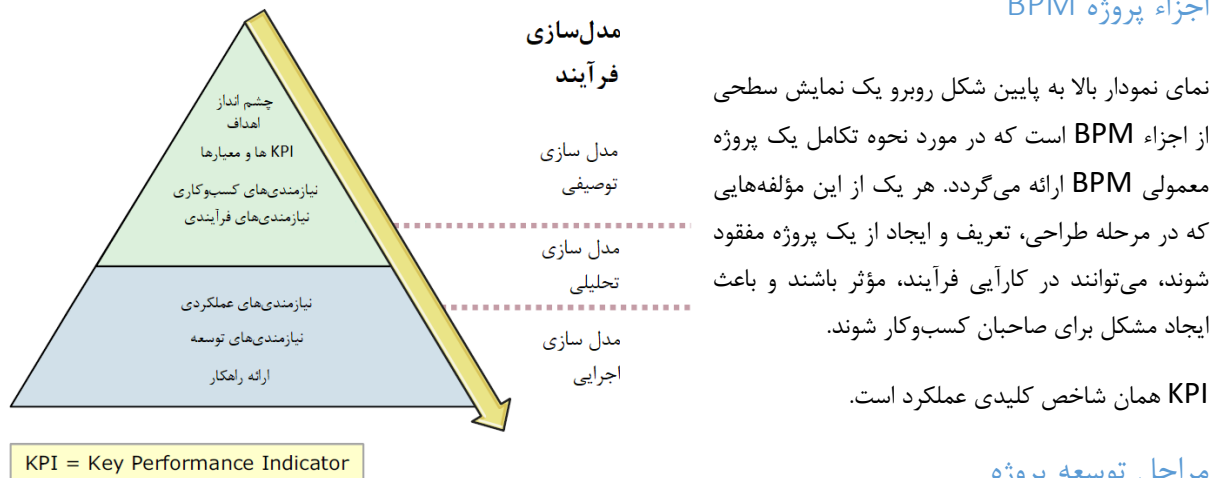 اجزاء پروژه BPM
نمای نمودار بالا به پایین شکل روبرو یک نمایش سطحی
از اجزاء BPM است که در مورد نحوه تکامل یک پروژه
معمولی BPM ارائه می‌گردد. هر یک از این مؤلفه‌هایی
که در مرحله طراحی، تعریف و ایجاد از یک پروژه مفقود
شوند، می‌توانند در کارآیی فرآیند، مؤثر باشند و باعث
ایجاد مشکل برای صاحبان کسب‌وکار شوند.
KPI همان شاخص کلیدی عملکرد است.
مراحل توسعه پروژه
مدل‌سازی
فرآیند
مدل سازی
توصیفی
مدل سازی
تحلیلی
مدل سازی
اجرایی
چشم انداز
اهداف
KPI ها و معیارها
نیازمندی‌های کسب‌وکاری
نیازمندی‌های فرآیندی
نیازمندی‌های عملکردی
نیازمندی‌های توسعه
ارائه راهکار
KPI = Key Performance Indicator